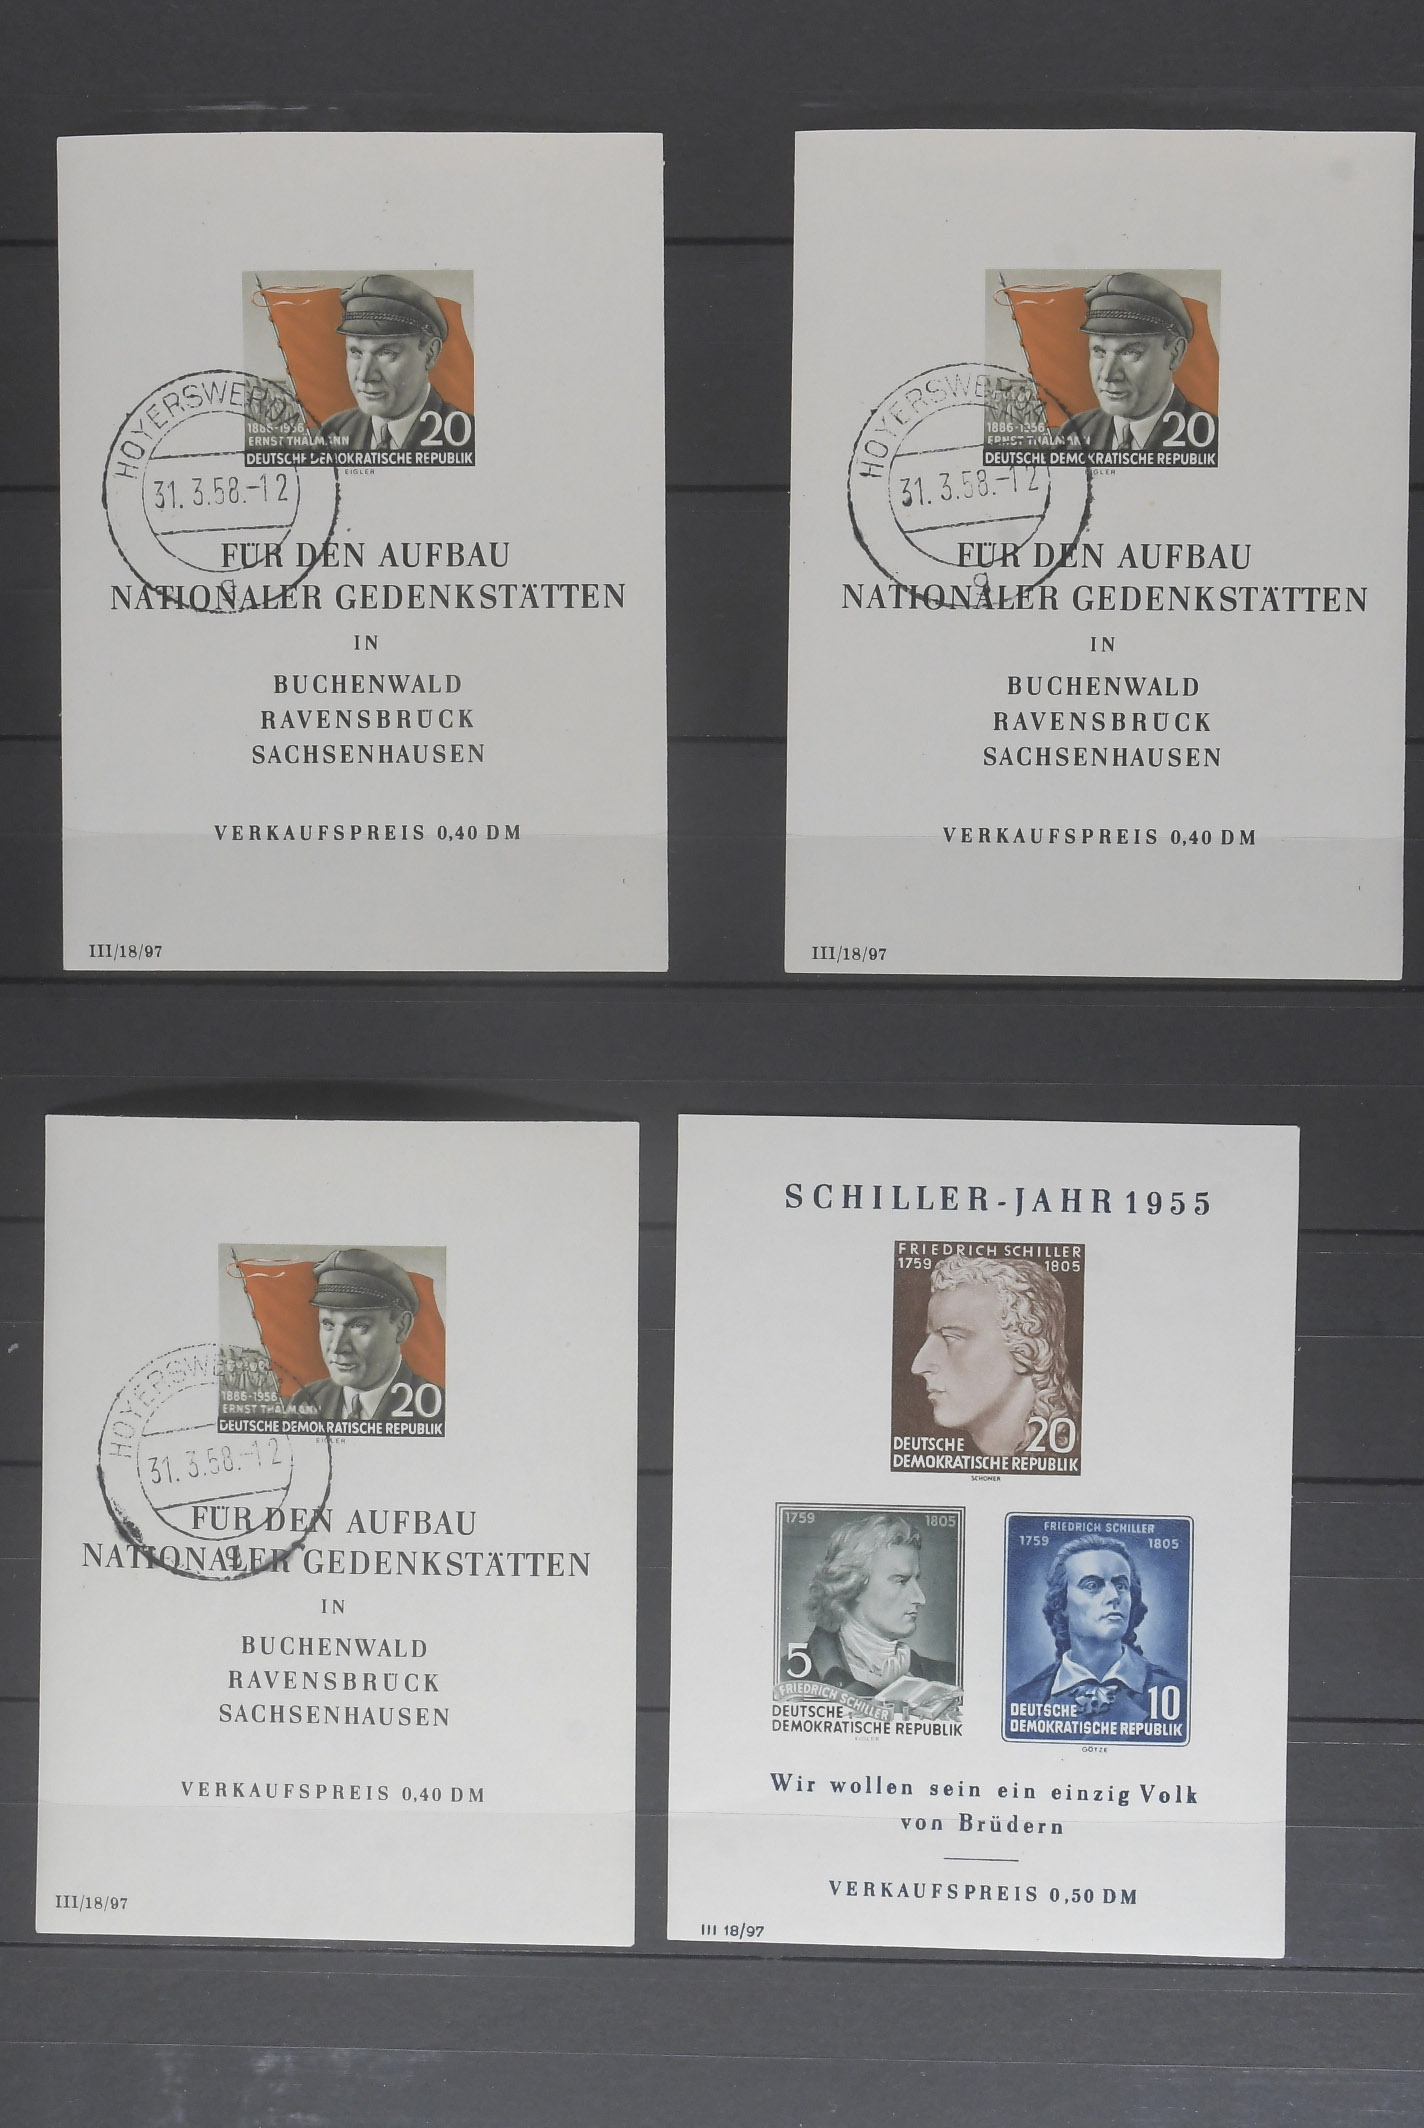 1886-1956
ERNST THÄLMANN
20
DEUTSCHE DEMOKRATISCHE REPUBLIK
EIGLER
HOYERSWERDA
31.3.58.-12
g
FÜR DEN AUFBAU
NATIONALER GEDENKSTÄTTEN
IN
BUCHENWALD
RAVENSBRÜCK
SACHSENHAUSEN
VERKAUFSPREIS 0,40 DM
III/18/97
1886-1956
ERNST THÄLMANN
20
DEUTSCHE DEMOKRATISCHE REPUBLIK
EIGLER
HOYERSWERDA
31.3.58.-12
g
FÜR DEN AUFBAU
NATIONALER GEDENKSTÄTTEN
IN
BUCHENWALD
RAVENSBRÜCK
SACHSENHAUSEN
VERKAUFSPREIS 0,40 DM
III/18/97
1886-1956
ERNST THÄLMANN
20
DEUTSCHE DEMOKRATISCHE REPUBLIK
EIGLER
HOYERSWERDA
31.3.58.-12
g
FÜR DEN AUFBAU
NATIONALER GEDENKSTÄTTEN
IN
BUCHENWALD
RAVENSBRÜCK
SACHSENHAUSEN
VERKAUFSPREIS 0,40 DM
III/18/97
SCHILLER-JAHR 1955
FRIEDRICH SCHILLER
1759 1805
20
DEUTSCHE
DEMOKRATISCHE REPUBLIK
SCHÖNER
1759 1805
5
FRIEDRICH SCHILLER
DEUTSCHE
DEMOKRATISCHE REPUBLIK
EIGLER
FRIEDRICH SCHILLER
1759 1805
10
DEUTSCHE
DEMOKRATISCHE REPUBLIK
GÖTZE
Wir wollen sein ein einzig Volk
von Brüdern
VERKAUFSPREIS 0,50 DM
III 18/97